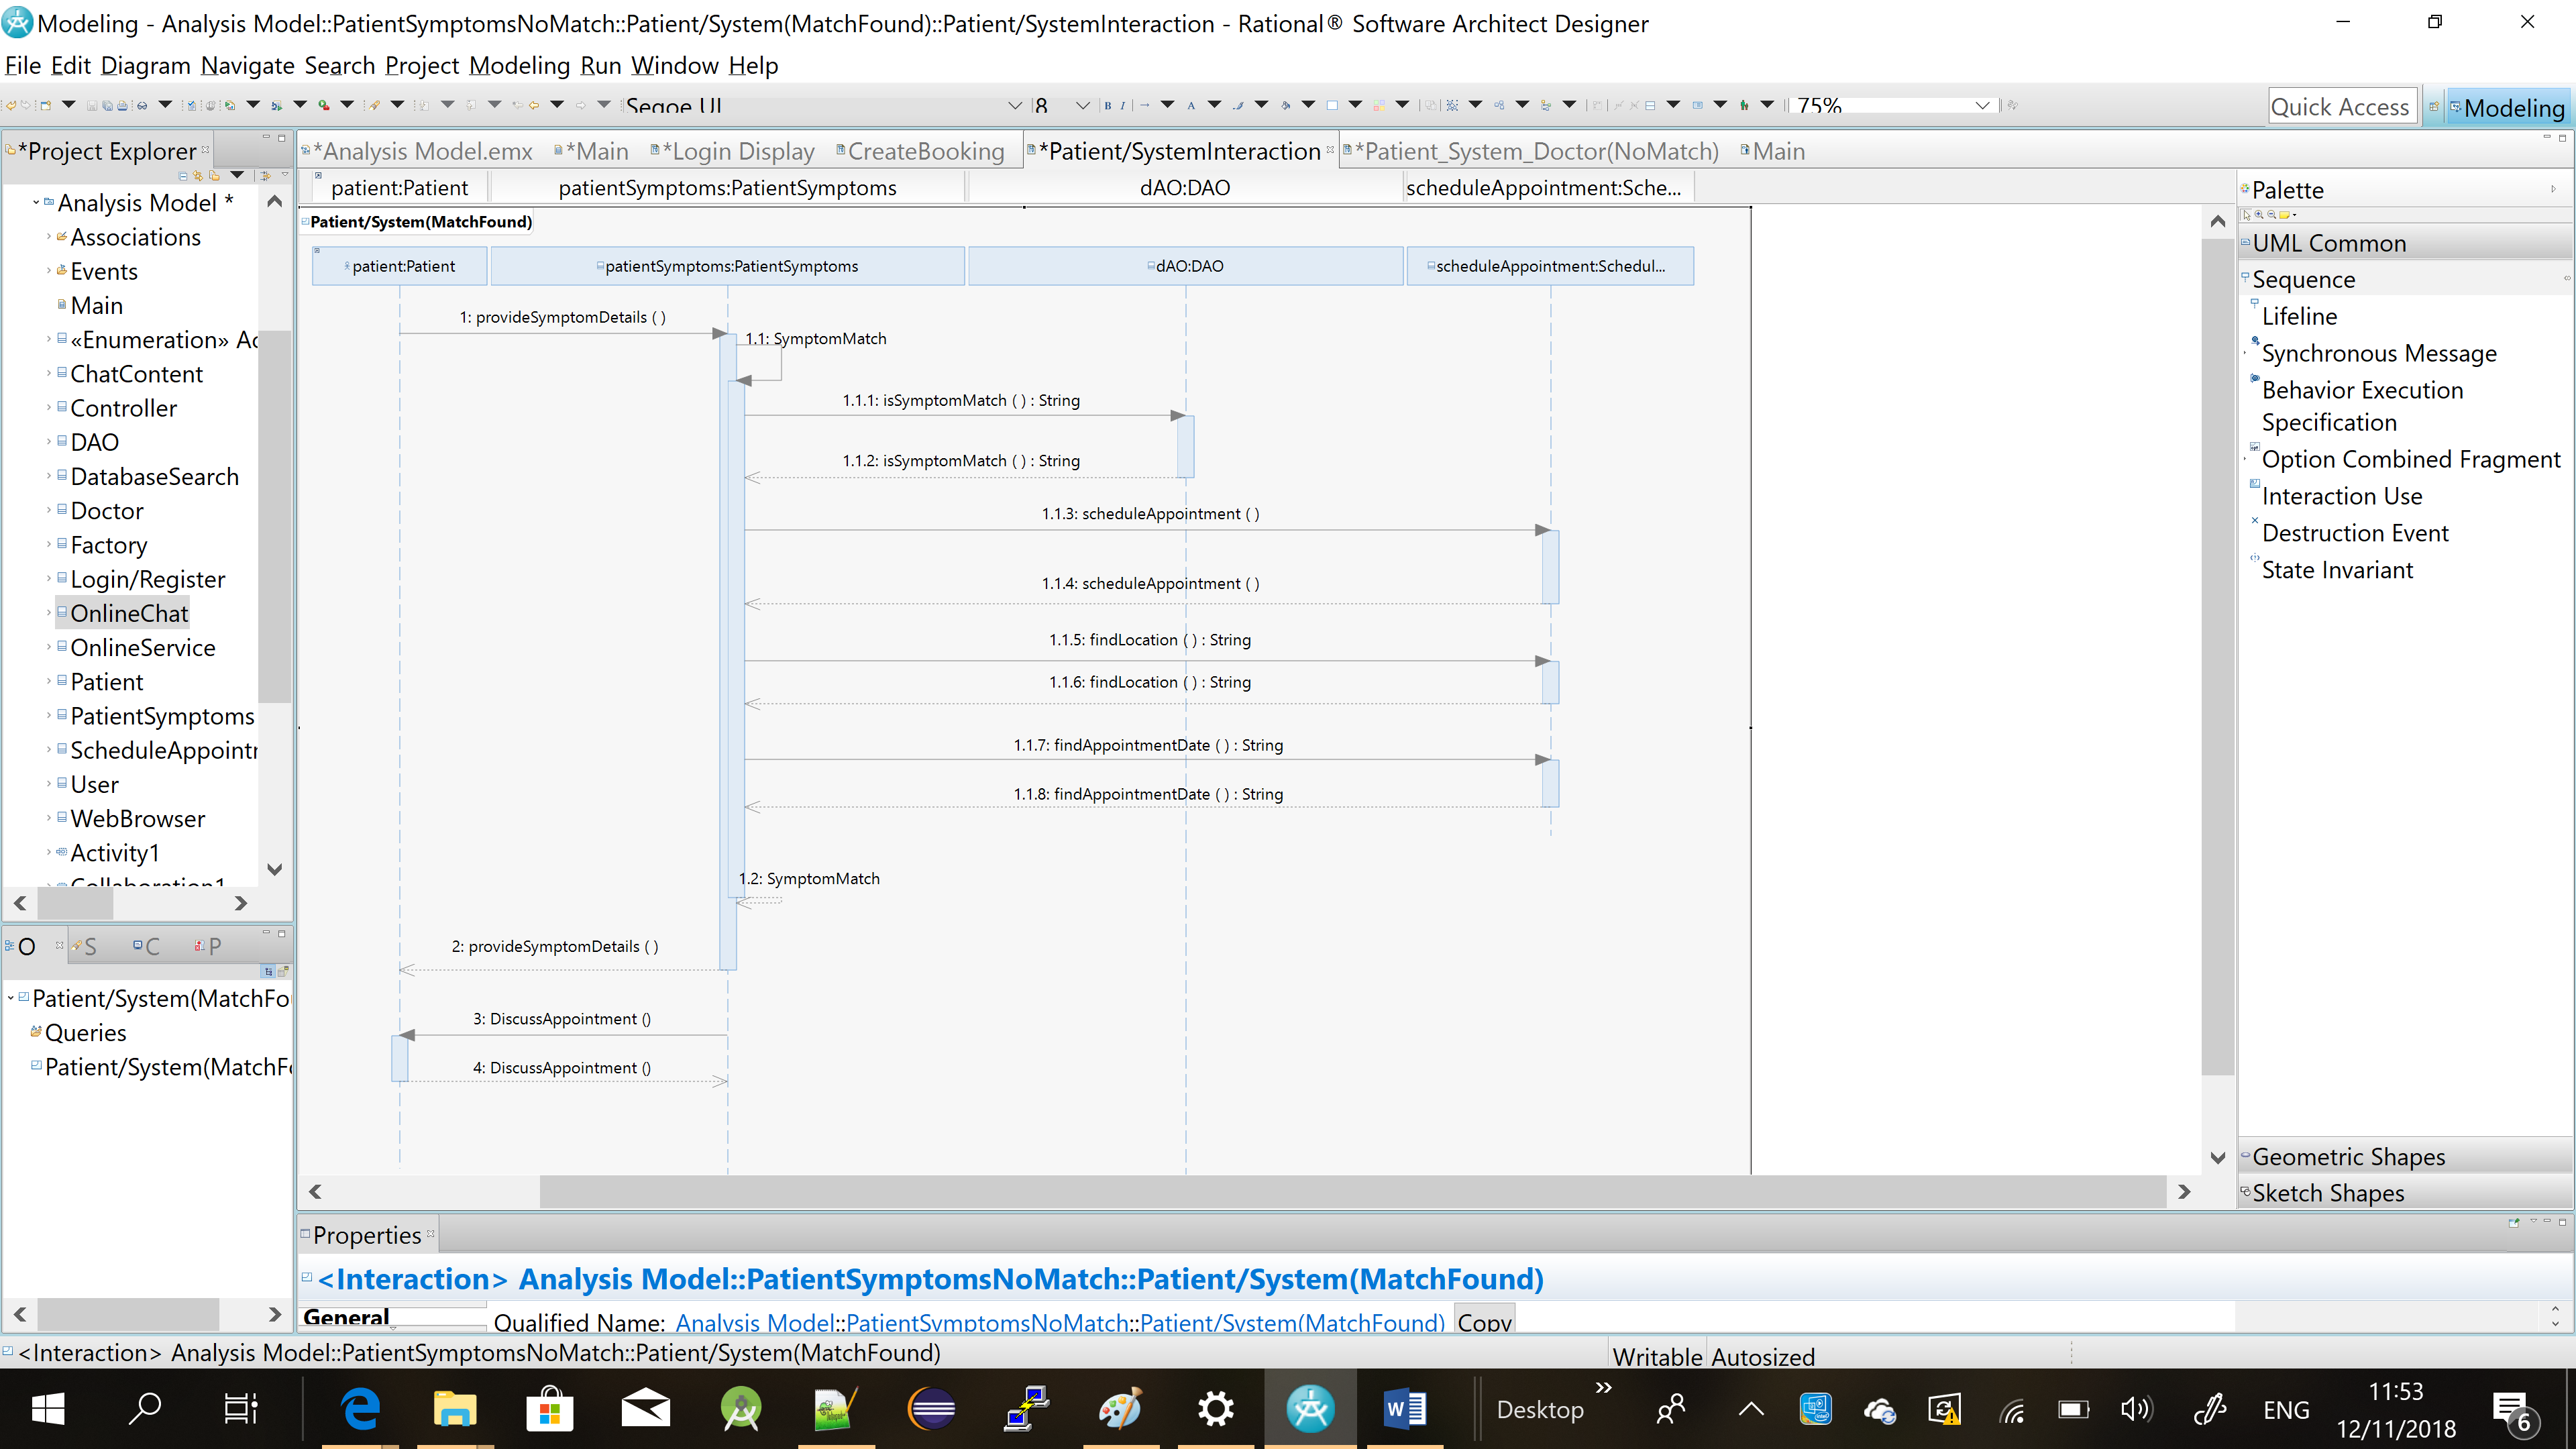 Modeling - Analysis Model::PatientSymptomsNoMatch::Patient/System(MatchFound)::Patient/SystemInteraction - Rational® Software Architect Designer
File Edit Diagram Navigate Search Project Modeling Run Window Help
Segoe UI 8 75% Quick Access Modeling
*Project Explorer
*Analysis Model.emx *Main *Login Display CreateBooking *Patient/SystemInteraction *Patient_System_Doctor(NoMatch) Main
patient:Patient patientSymptoms:PatientSymptoms dAO:DAO scheduleAppointment:Sche...
Analysis Model *
Associations
Events
Main
«Enumeration» Ac
ChatContent
Controller
DAO
DatabaseSearch
Doctor
Factory
Login/Register
OnlineChat
OnlineService
Patient
PatientSymptoms
ScheduleAppoint
User
WebBrowser
Activity1
Collaboration1
O S C P
Patient/System(MatchFo
Queries
Patient/System(MatchF
Patient/System(MatchFound)
patient:Patient patientSymptoms:PatientSymptoms dAO:DAO scheduleAppointment:Schedul...
1: provideSymptomDetails ( )
1.1: SymptomMatch
1.1.1: isSymptomMatch ( ) : String
1.1.2: isSymptomMatch ( ) : String
1.1.3: scheduleAppointment ( )
1.1.4: scheduleAppointment ( )
1.1.5: findLocation ( ) : String
1.1.6: findLocation ( ) : String
1.1.7: findAppointmentDate ( ) : String
1.1.8: findAppointmentDate ( ) : String
1.2: SymptomMatch
2: provideSymptomDetails ( )
3: DiscussAppointment ()
4: DiscussAppointment ()
Palette
UML Common
Sequence
Lifeline
Synchronous Message
Behavior Execution
Specification
Option Combined Fragment
Interaction Use
Destruction Event
State Invariant
Geometric Shapes
Sketch Shapes
Properties
<Interaction> Analysis Model::PatientSymptomsNoMatch::Patient/System(MatchFound)
General
Qualified Name: Analysis Model::PatientSymptomsNoMatch::Patient/System(MatchFound) Copy
<Interaction> Analysis Model::PatientSymptomsNoMatch::Patient/System(MatchFound)
Writable Autosized
Desktop
ENG
11:53
12/11/2018
6